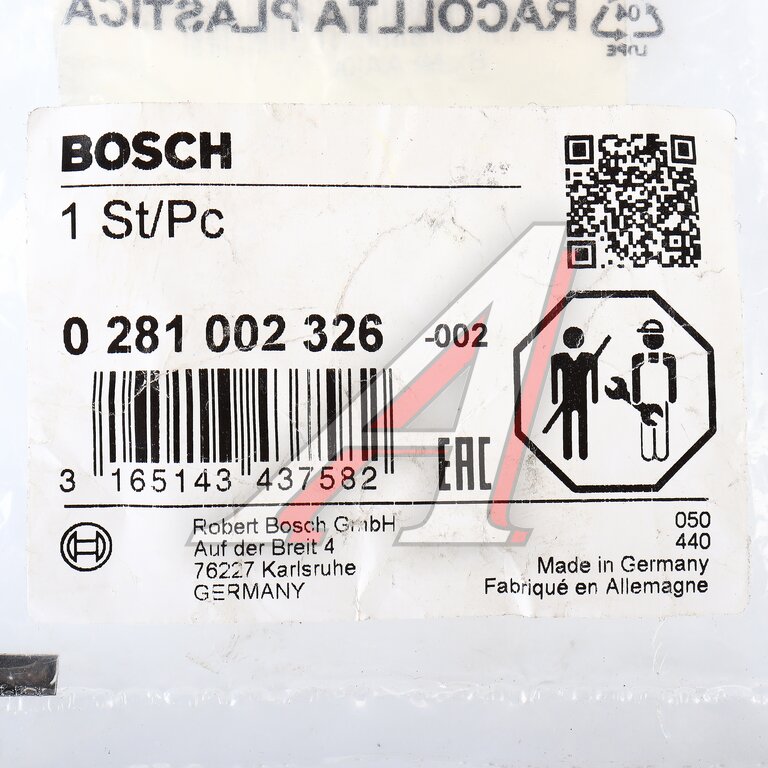 RACOLLTA PLASTICA
04
LDPE
BOSCH
1 St/Pc
0 281 002 326 -002
3 165143 437582
EAC
Robert Bosch GmbH
Auf der Breit 4
76227 Karlsruhe
GERMANY
050
440
Made in Germany
Fabriqué en Allemagne